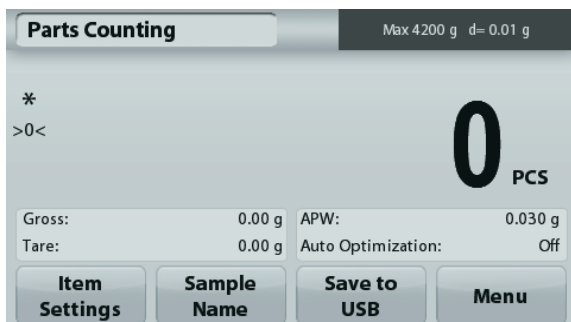 Parts Counting
Max 4200 g d= 0.01 g
*
>0<
0 PCS
Gross: 0.00 g APW: 0.030 g
Tare: 0.00 g Auto Optimization: Off
Item Settings
Sample Name
Save to USB
Menu